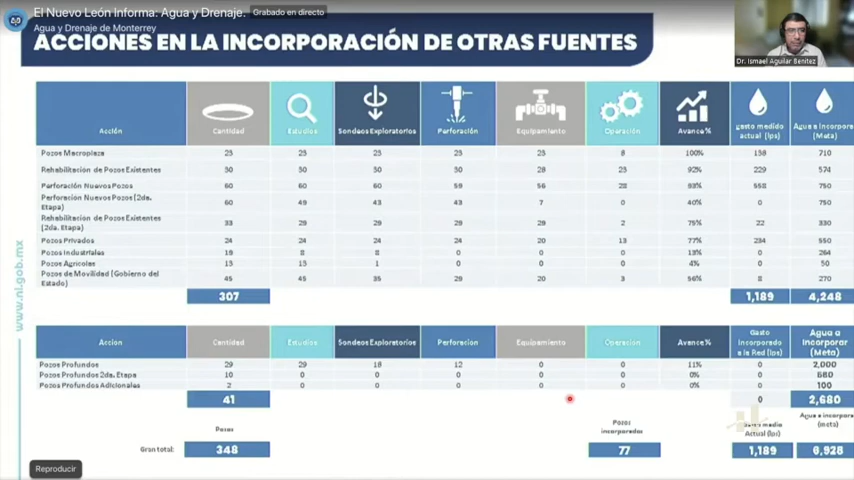 El Nuevo León Informa: Agua y Drenaje. Grabado en directo
Agua y Drenaje de Monterrey
ACCIONES EN LA INCORPORACIÓN DE OTRAS FUENTES
Dr. Ismael Aguilar Benitez
Acción Cantidad Estudios Sondeos Exploratorios Perforación Equipamiento Operación Avance% gasto medido actual (lps) Agua a Incorporar (Meta)
Pozos Macroplaza 25 25 25 25 25 8 100% 138 710
Rehabilitación de Pozos Existentes 30 30 30 30 28 25 92% 229 574
Perforación Nuevos Pozos 60 60 60 59 56 28 93% 558 750
Perforación Nuevos Pozos (2da. Etapa) 60 49 43 43 7 0 40% 0 750
Rehabilitación de Pozos Existentes (2da. Etapa) 33 29 29 29 29 2 75% 22 330
Pozos Privados 24 24 24 24 20 13 77% 234 550
Pozos Industriales 19 8 8 0 0 0 13% 0 264
Pozos Agricolas 13 13 1 0 0 0 4% 0 50
Pozos de Movilidad (Gobierno del Estado) 45 45 35 29 20 3 56% 8 270
307 1,189 4,248
www.nl.gob.mx
Accion Cantidad Estudios Sondeos Exploratorios Perforación Equipamiento Operación Avance% Gasto Incorporado a la Red (lps) Agua a Incorporar (Meta)
Pozos Profundos 29 29 18 12 0 0 11% 0 2,000
Pozos Profundos 2da. Etapa 10 0 0 0 0 0 0% 0 580
Pozos Profundos Adicionales 2 0 0 0 0 0 0% 0 100
41 0 2,680
Pozos Pozos incorporados medio Actual (lps) Agua a incorpora (meta)
Gran total: 348 77 1,189 6,928
Reproducir